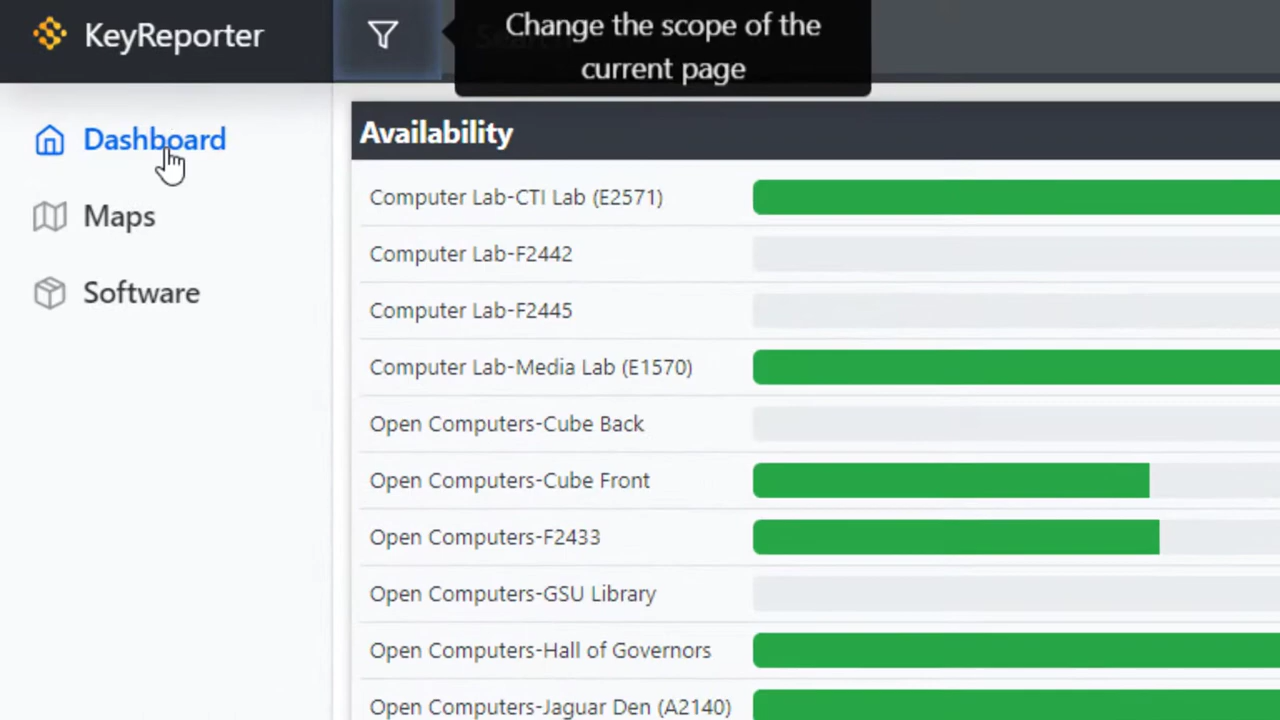 KeyReporter
Change the scope of the
current page
Dashboard
Maps
Software
Availability
Computer Lab-CTI Lab (E2571)
Computer Lab-F2442
Computer Lab-F2445
Computer Lab-Media Lab (E1570)
Open Computers-Cube Back
Open Computers-Cube Front
Open Computers-F2433
Open Computers-GSU Library
Open Computers-Hall of Governors
Open Computers-Jaguar Den (A2140)